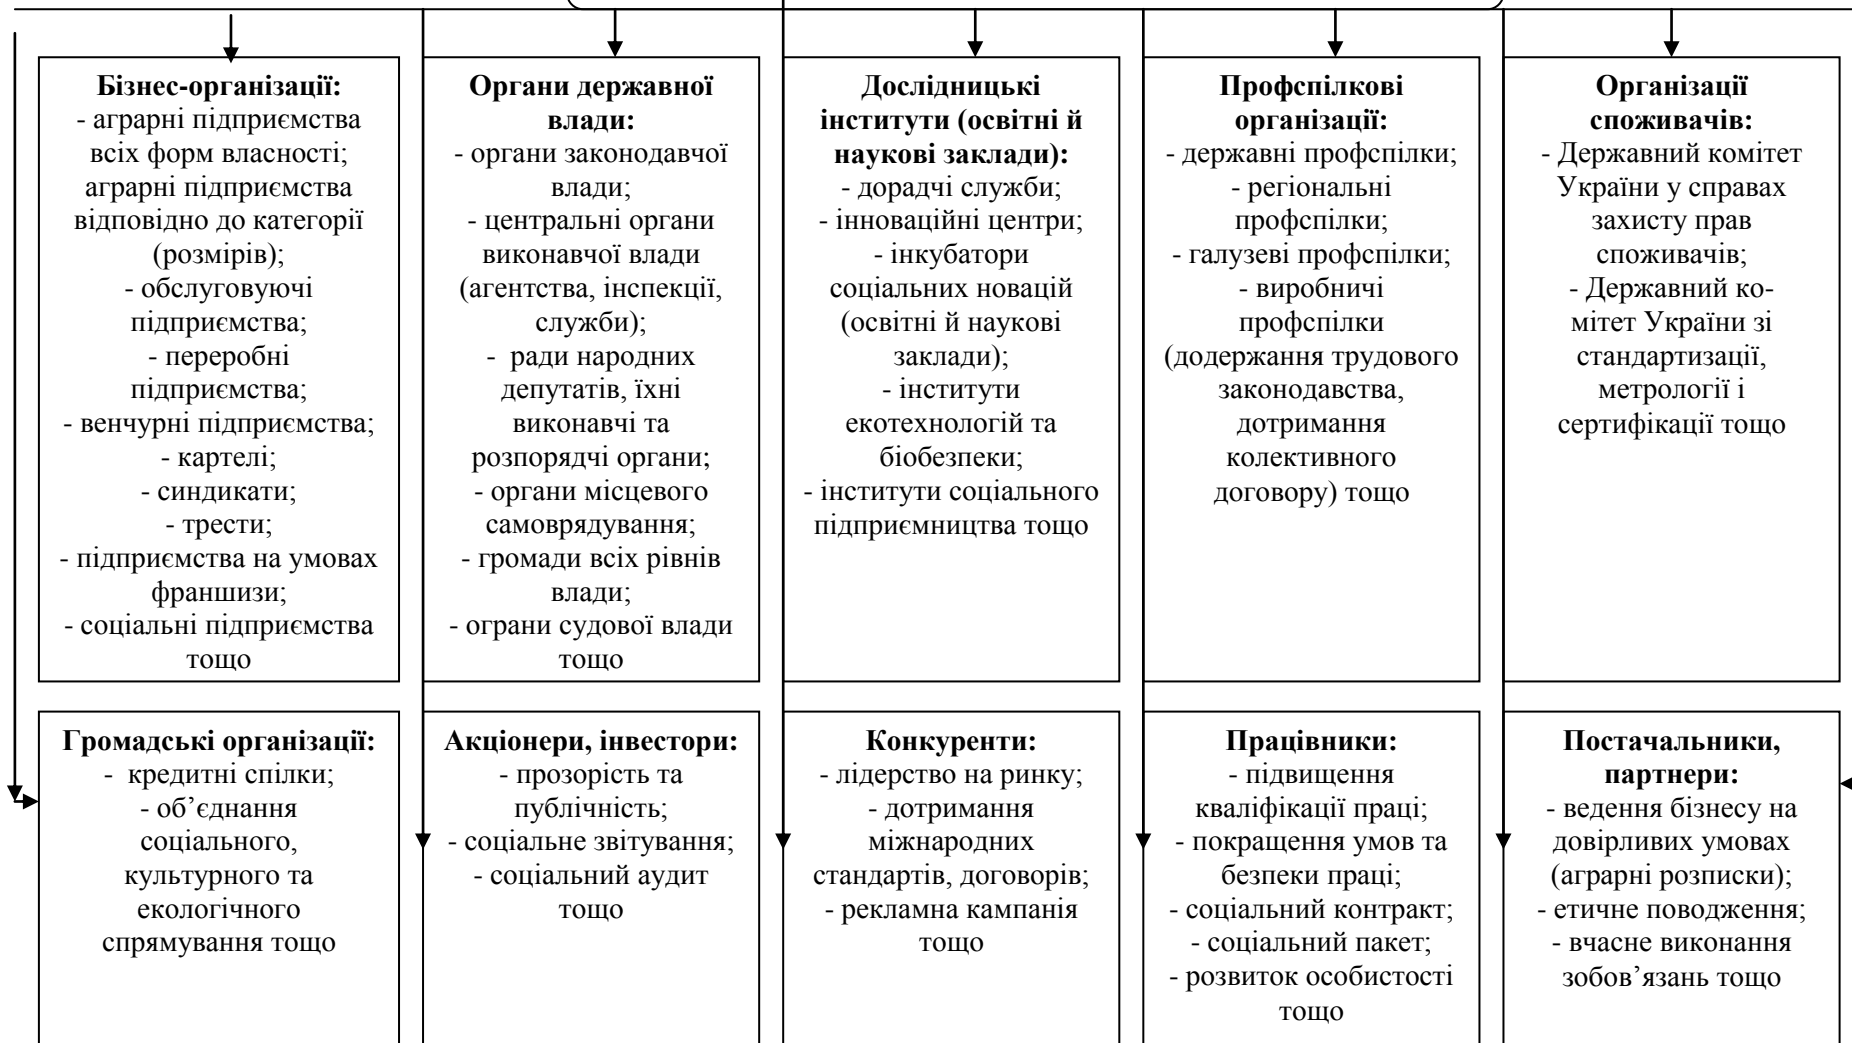 Бізнес-організації:
- аграрні підприємства
всіх форм власності;
аграрні підприємства
відповідно до категорії
(розмірів);
- обслуговуючі
підприємства;
- переробні
підприємства;
- венчурні підприємства;
- картелі;
- синдикати;
- трести;
- підприємства на умовах
франшизи;
- соціальні підприємства
тощо
Органи державної
влади:
- органи законодавчої
влади;
- центральні органи
виконавчої влади
(агентства, інспекції,
служби);
- ради народних
депутатів, їхні
виконавчі та
розпорядчі органи;
- органи місцевого
самоврядування;
- громади всіх рівнів
влади;
- ограни судової влади
тощо
Дослідницькі
інститути (освітні й
наукові заклади):
- дорадчі служби;
- інноваційні центри;
- інкубатори
соціальних новацій
(освітні й наукові
заклади);
- інститути
екотехнологій та
біобезпеки;
- інститути соціального
підприємництва тощо
Профспілкові
організації:
- державні профспілки;
- регіональні
профспілки;
- галузеві профспілки;
- виробничі
профспілки
(додержання трудового
законодавства,
дотримання
колективного
договору) тощо
Організації
споживачів:
- Державний комітет
України у справах
захисту прав
споживачів;
- Державний ко-
мітет України зі
стандартизації,
метрології і
сертифікації тощо
Громадські організації:
- кредитні спілки;
- об’єднання
соціального,
культурного та
екологічного
спрямування тощо
Акціонери, інвестори:
- прозорість та
публічність;
- соціальне звітування;
- соціальний аудит
тощо
Конкуренти:
- лідерство на ринку;
- дотримання
міжнародних
стандартів, договорів;
- рекламна кампанія
тощо
Працівники:
- підвищення
кваліфікації праці;
- покращення умов та
безпеки праці;
- соціальний контракт;
- соціальний пакет;
- розвиток особистості
тощо
Постачальники,
партнери:
- ведення бізнесу на
довірливих умовах
(аграрні розписки);
- етичне поводження;
- вчасне виконання
зобов’язань тощо